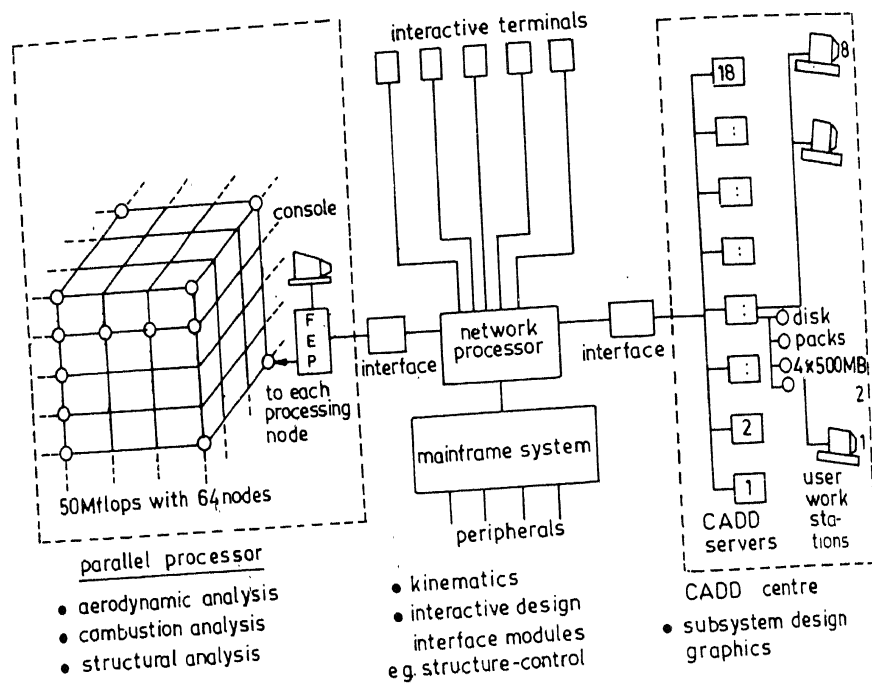 interactive terminals
8
18
console
F
E
P
interface
network
processor
interface
disk
packs
4×500MB
2
to each
processing
node
mainframe system
2
1
1
50Mflops with 64 nodes
peripherals
CADD
servers
user
work
sta-
tions
parallel processor
• aerodynamic analysis
• combustion analysis
• structural analysis
• kinematics
• interactive design
interface modules
e.g. structure-control
CADD centre
• subsystem design
graphics